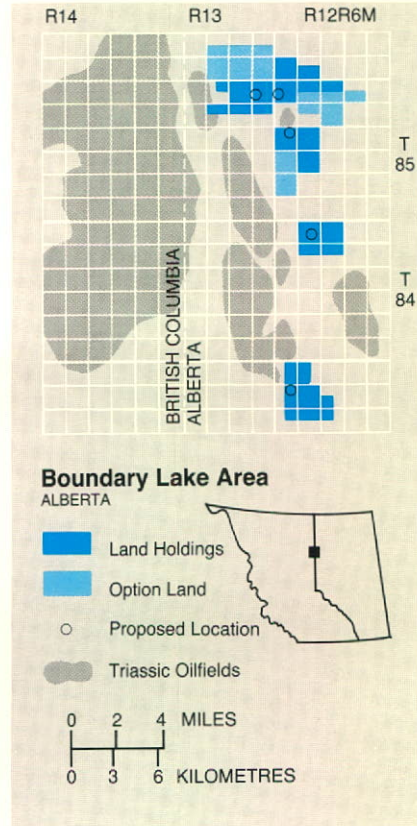 R14 R13 R12R6M
T
85
BRITISH COLUMBIA
ALBERTA
T
84
Boundary Lake Area
ALBERTA
Land Holdings
Option Land
Proposed Location
Triassic Oilfields
0 2 4 MILES
0 3 6 KILOMETRES